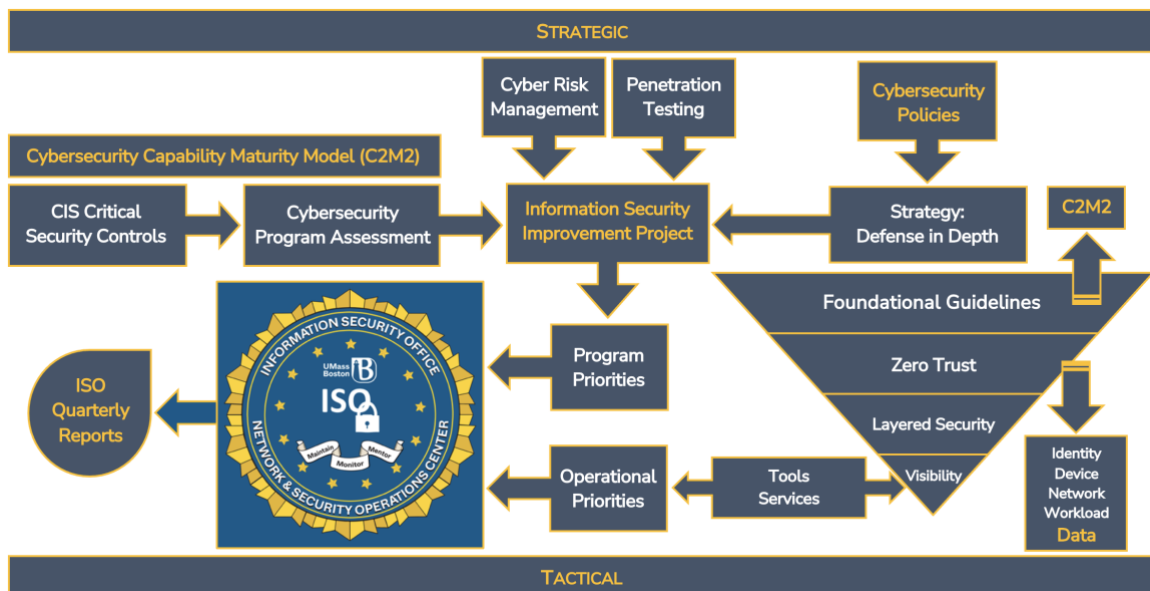 STRATEGIC
Cyber Risk
Management
Penetration
Testing
Cybersecurity
Policies
Cybersecurity Capability Maturity Model (C2M2)
CIS Critical
Security Controls
Cybersecurity
Program Assessment
Information Security
Improvement Project
Strategy:
Defense in Depth
C2M2
Foundational Guidelines
Zero Trust
Layered Security
Visibility
Identity
Device
Network
Workload
Data
Program
Priorities
Operational
Priorities
Tools
Services
INFORMATION SECURITY OFFICE
UMass
Boston
B
ISO
Maintain
Monitor
Mentor
NETWORK & SECURITY OPERATIONS CENTER
ISO
Quarterly
Reports
TACTICAL